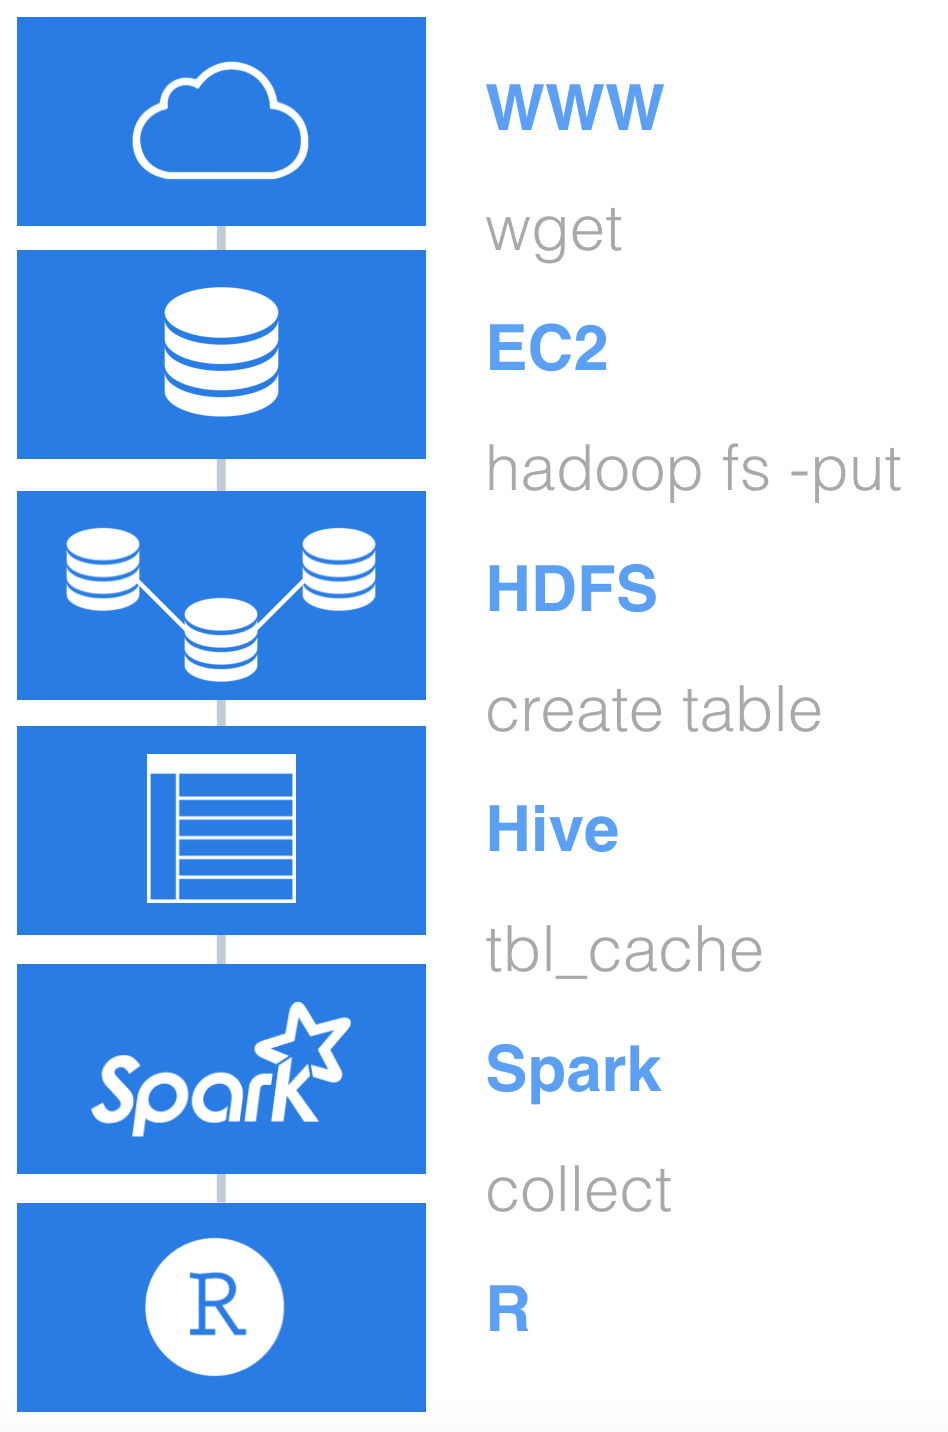 WWW
wget
EC2
hadoop fs -put
HDFS
create table
Hive
tbl_cache
Spark
Spark
collect
R
R